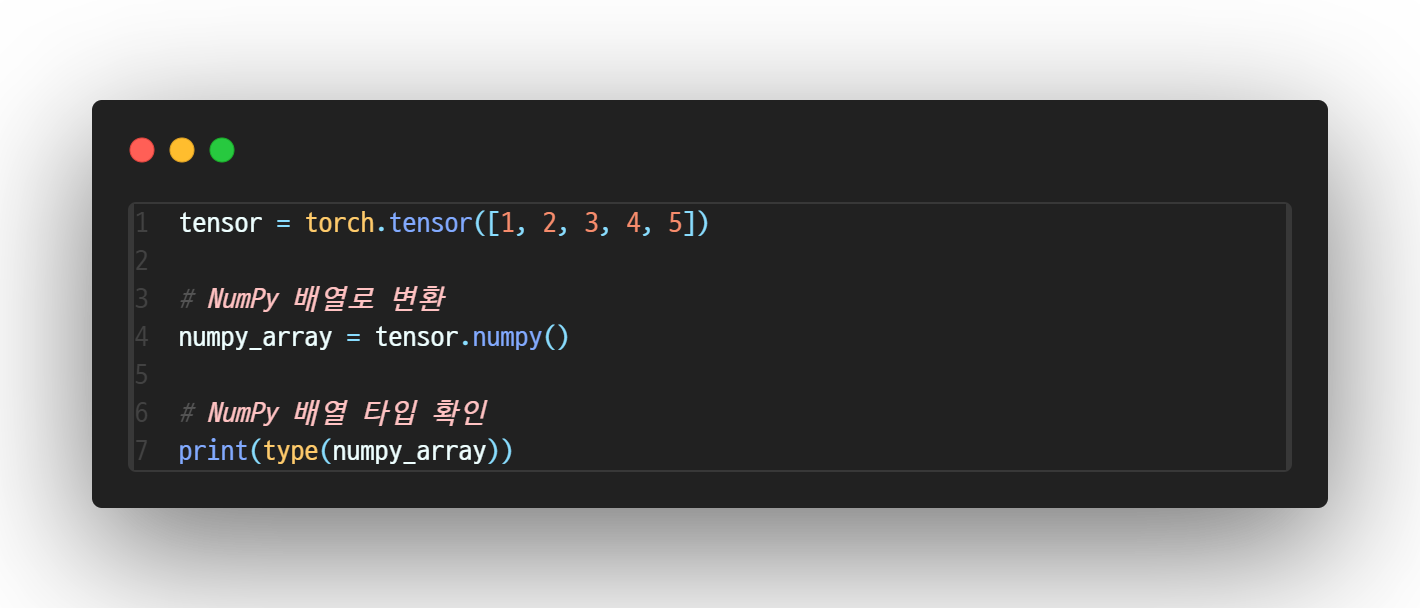 1 tensor = torch.tensor([1, 2, 3, 4, 5])
2
3 # NumPy 배열로 변환
4 numpy_array = tensor.numpy()
5
6 # NumPy 배열 타입 확인
7 print(type(numpy_array))